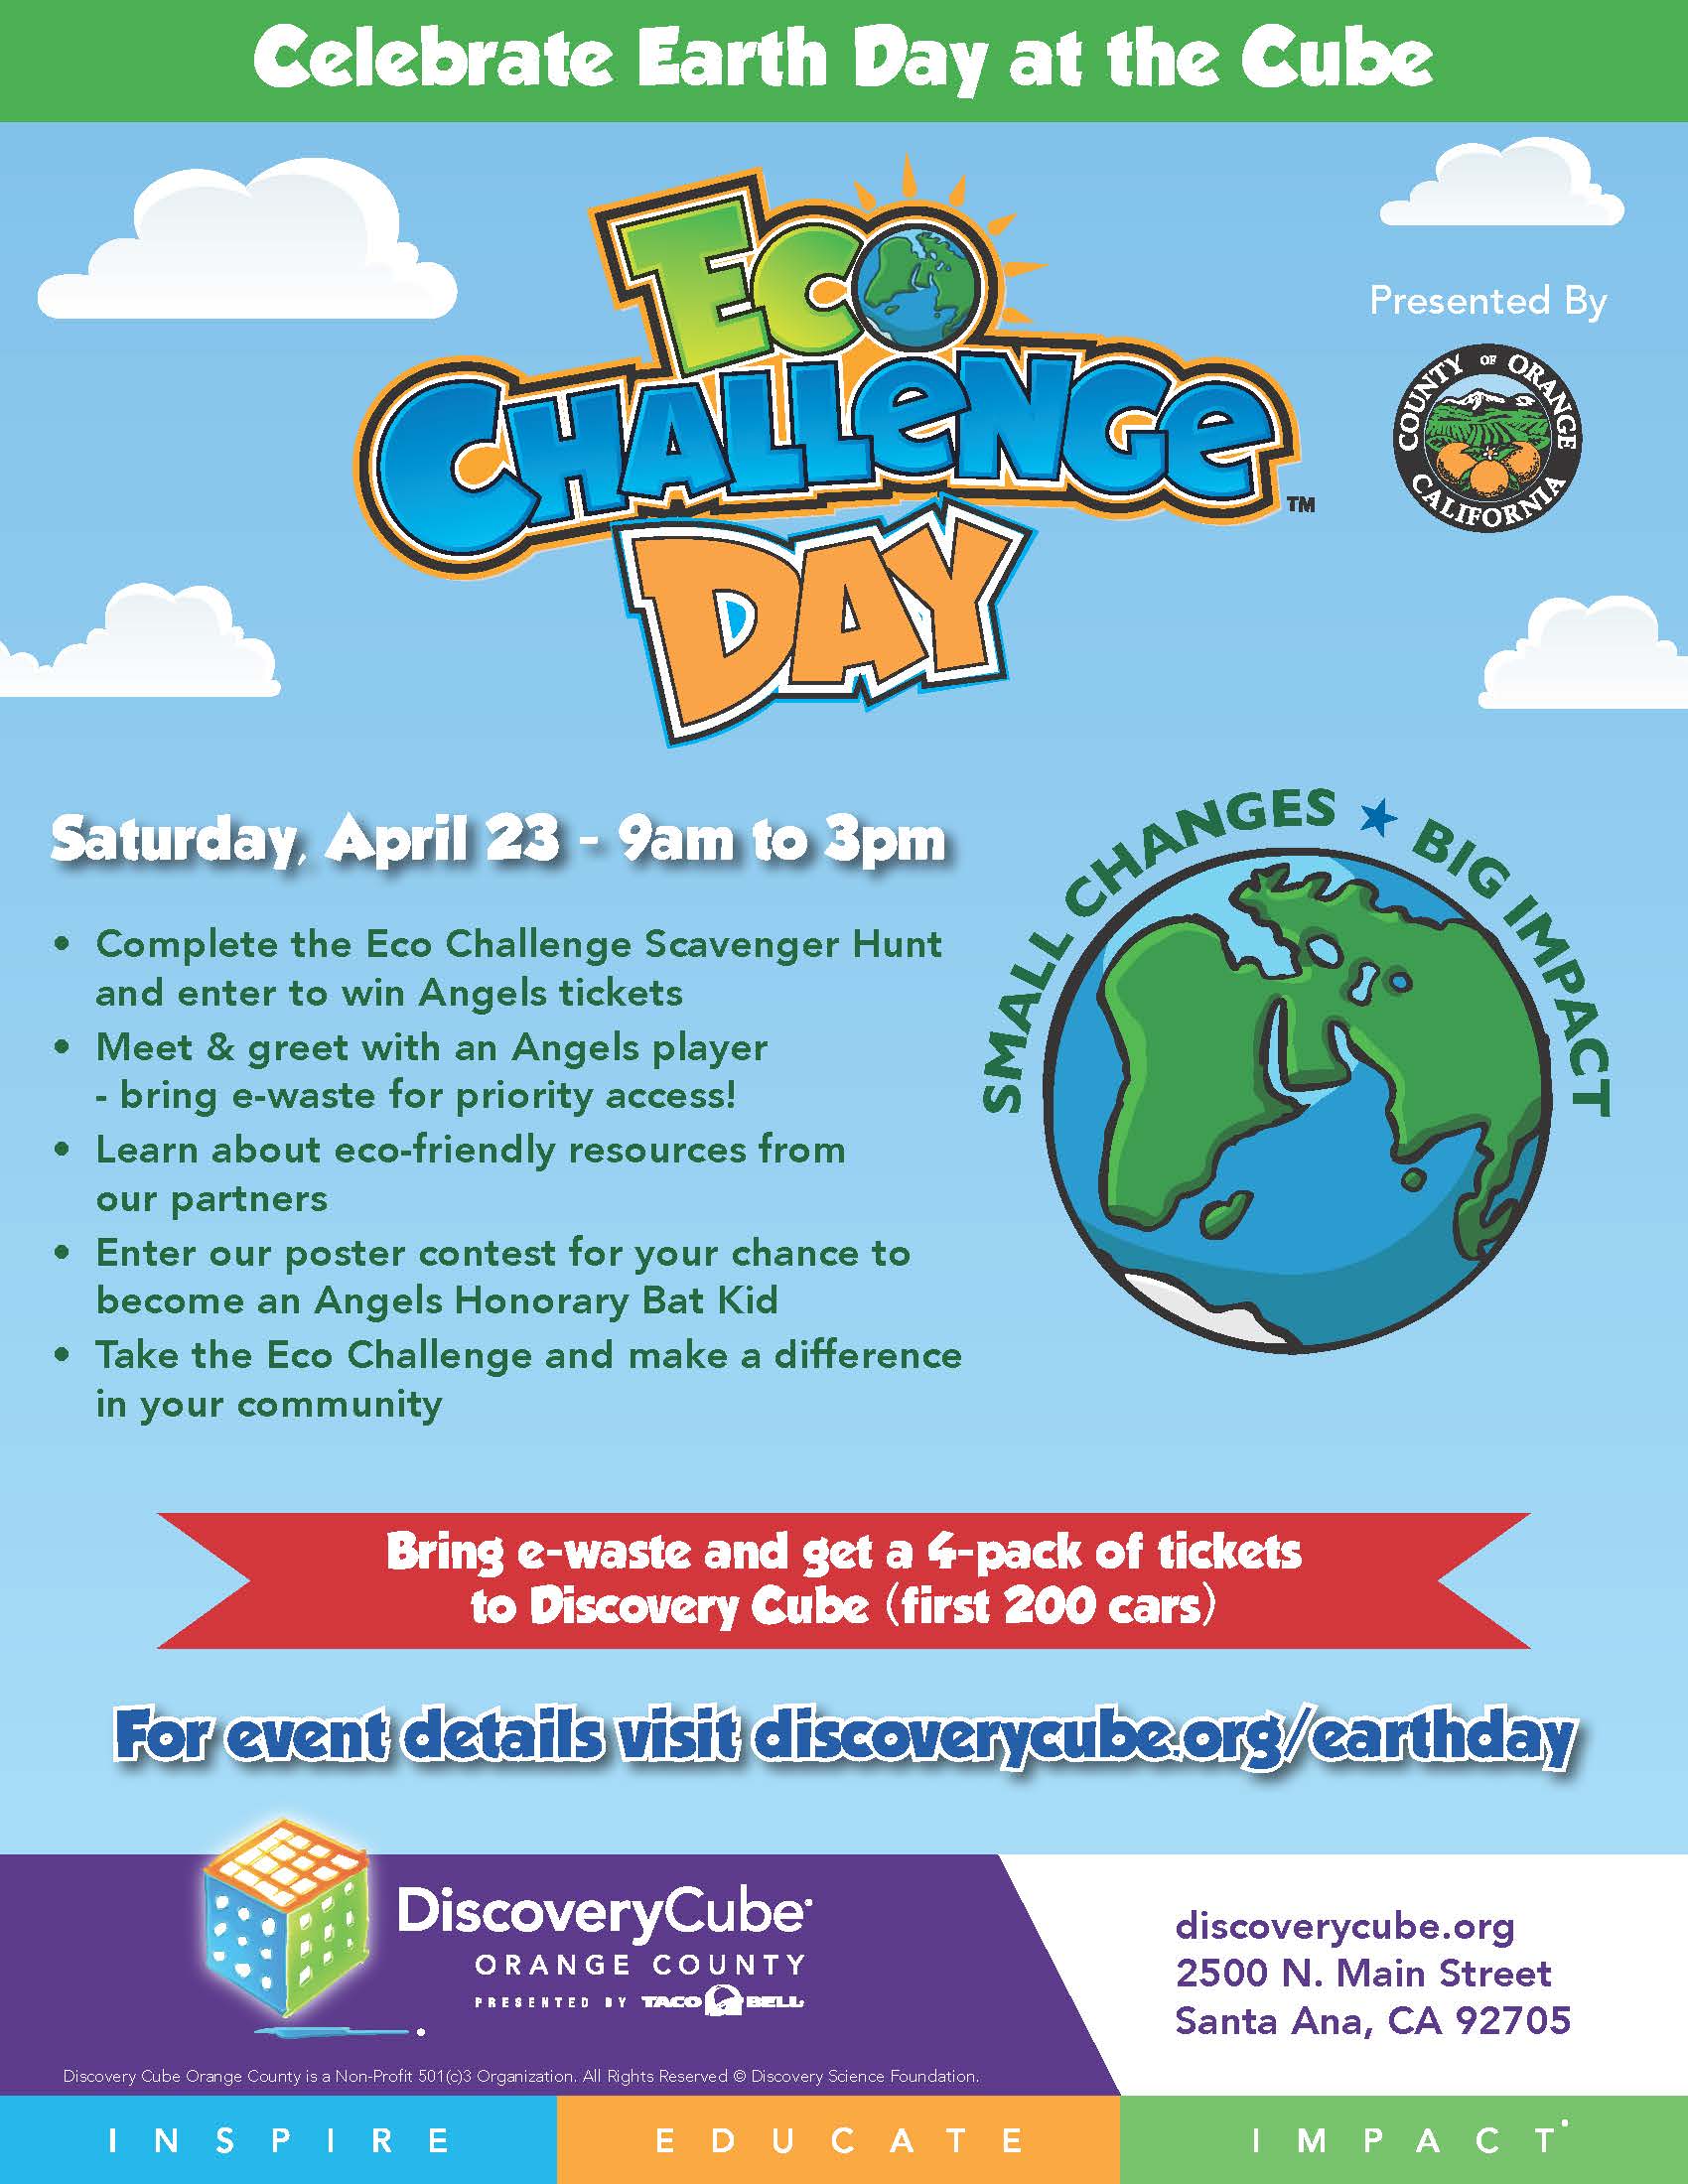 Celebrate Earth Day at the Cube
ECO
CHALLENGE™
DAY
Presented By
COUNTY OF ORANGE
CALIFORNIA
Saturday, April 23 - 9am to 3pm
• Complete the Eco Challenge Scavenger Hunt
and enter to win Angels tickets
• Meet & greet with an Angels player
- bring e-waste for priority access!
• Learn about eco-friendly resources from
our partners
• Enter our poster contest for your chance to
become an Angels Honorary Bat Kid
• Take the Eco Challenge and make a difference
in your community
SMALL CHANGES ★ BIG IMPACT
Bring e-waste and get a 4-pack of tickets
to Discovery Cube (first 200 cars)
For event details visit discoverycube.org/earthday
DiscoveryCube
ORANGE COUNTY
PRESENTED BY TACO BELL
discoverycube.org
2500 N. Main Street
Santa Ana, CA 92705
Discovery Cube Orange County is a Non-Profit 501(c)3 Organization. All Rights Reserved © Discovery Science Foundation.
INSPIRE EDUCATE IMPACT